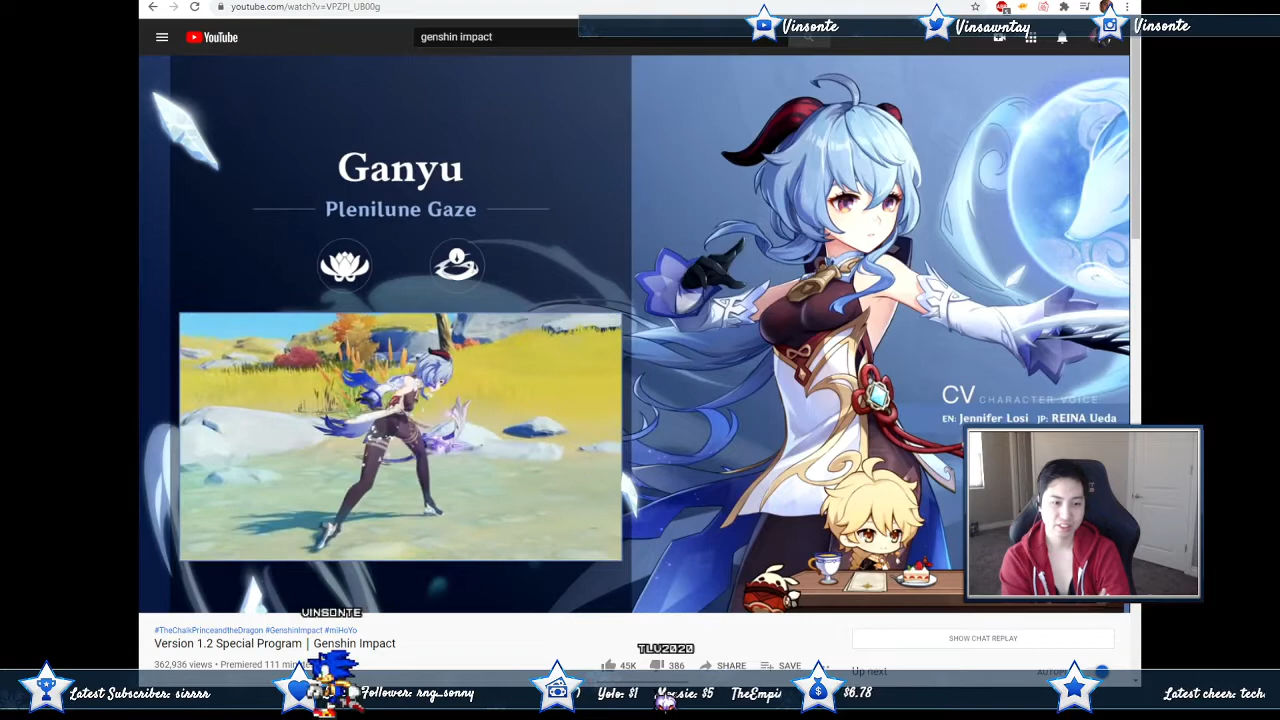 youtube.com/watch?v=VPZPI_UB00g
Vinsonte
Vinsawntay
Vinsonte
YouTube
genshin impact
Ganyu
Plenilune Gaze
CV CHARACTER VOICE
EN: Jennifer Losi JP: REINA Ueda
VINSONTE
#TheChalkPrinceandtheDragon #GenshinImpact #miHoYo
Version 1.2 Special Program | Genshin Impact
TLV2020
SHOW CHAT REPLAY
362,936 views • Premiered 111 minut
45K
386
SHARE
SAVE
Up next
Latest Subscriber: sirrrr
Follower: rng_sonny
Yolo: $1
$5
TheEmpi
$6.78
Latest cheer: tech